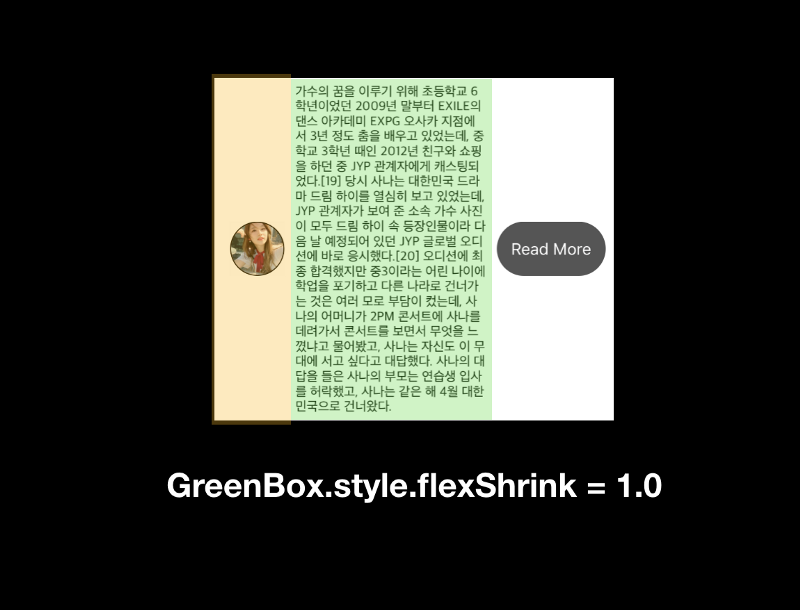 가수의 꿈을 이루기 위해 초등학교 6
학년이었던 2009년 말부터 EXILE의
댄스 아카데미 EXPG 오사카 지점에
서 3년 정도 춤을 배우고 있었는데, 중
학교 3학년 때인 2012년 친구와 쇼핑
을 하던 중 JYP 관계자에게 캐스팅되
었다.[19] 당시 사나는 대한민국 드라
마 드림 하이를 열심히 보고 있었는데,
JYP 관계자가 보여 준 소속 가수 사진
이 모두 드림 하이 속 등장인물이라 다
음 날 예정되어 있던 JYP 글로벌 오디
션에 바로 응시했다.[20] 오디션에 최
종 합격했지만 중3이라는 어린 나이에
학업을 포기하고 다른 나라로 건너가
는 것은 여러 모로 부담이 컸는데, 사
나의 어머니가 2PM 콘서트에 사나를
데려가서 콘서트를 보면서 무엇을 느
꼈냐고 물어봤고, 사나는 자신도 이 무
대에 서고 싶다고 대답했다. 사나의 대
답을 들은 사나의 부모는 연습생 입사
를 허락했고, 사나는 같은 해 4월 대한
민국으로 건너왔다.
Read More
GreenBox.style.flexShrink = 1.0